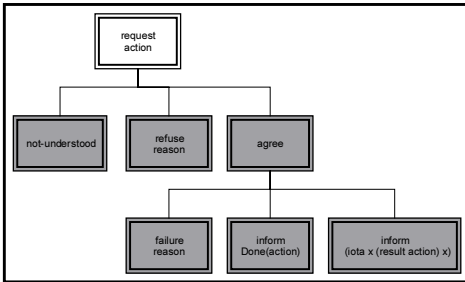 request
action
not-understood
refuse
reason
agree
failure
reason
inform
Done(action)
inform
(iota x (result action) x)